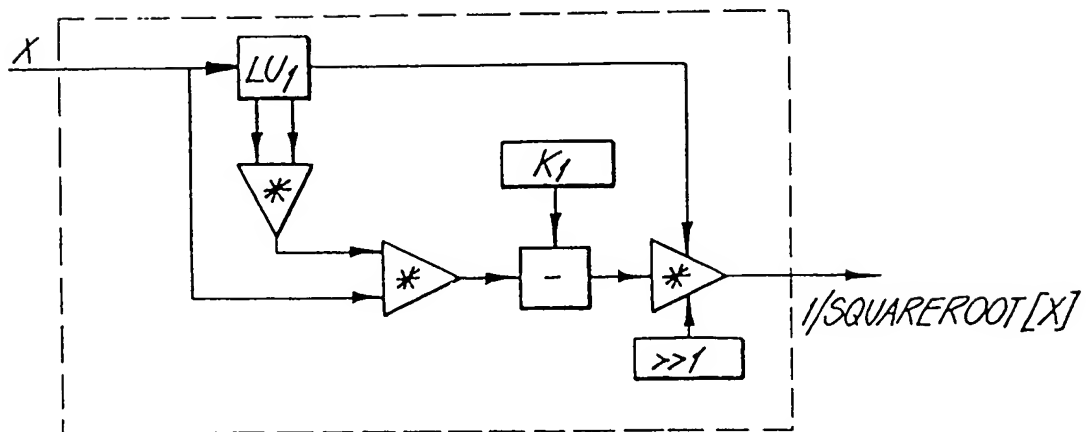 X
LU1
*
K1
*
-
*
1/SQUAREROOT[X]
>>1